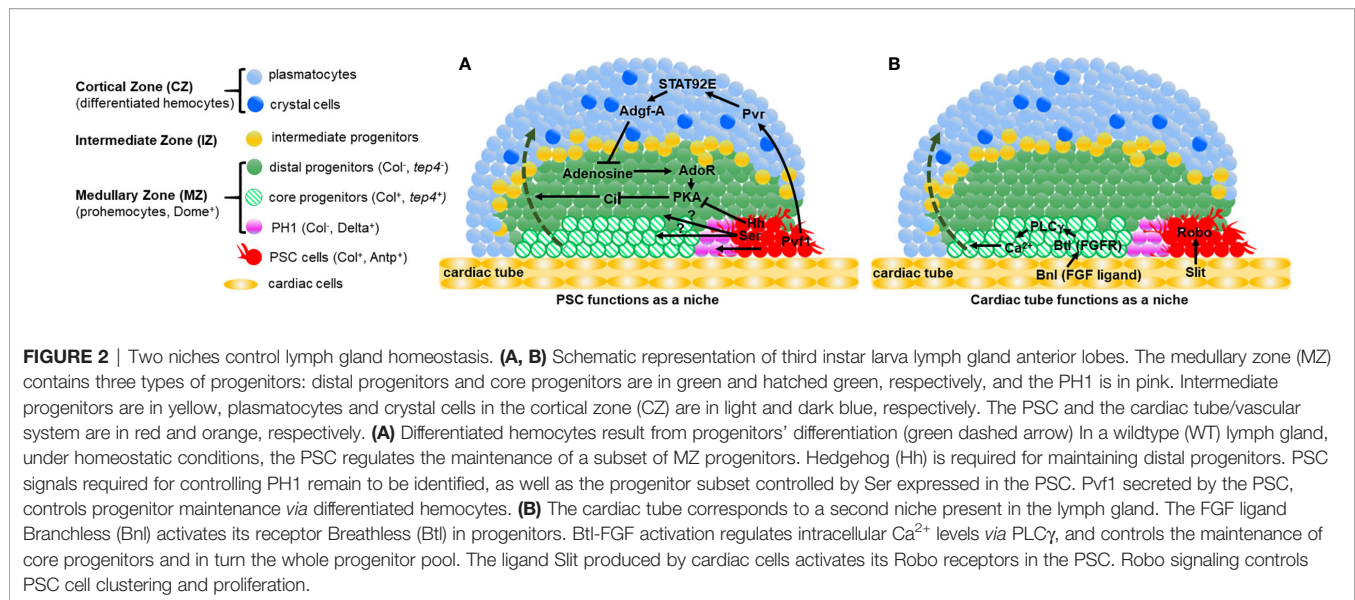 Cortical Zone (CZ)
(differentiated hemocytes)
plasmatocytes
crystal cells
Intermediate Zone (IZ)
intermediate progenitors
Medullary Zone (MZ)
(prohemocytes, Dome⁺)
distal progenitors (Col⁻, tep4⁻)
core progenitors (Col⁺, tep4⁺)
PH1 (Col⁻, Delta⁺)
PSC cells (Col⁺, Antp⁺)
cardiac cells
A
STAT92E
Adgf-A
Pvr
Adenosine
AdoR
Ci
PKA
?
Hh
?
Ser
Pvf1
cardiac tube
PSC functions as a niche
B
PLCγ
Robo
Ca²⁺
Btl (FGFR)
cardiac tube
Bnl (FGF ligand)
Slit
Cardiac tube functions as a niche
FIGURE 2 | Two niches control lymph gland homeostasis. (A, B) Schematic representation of third instar larva lymph gland anterior lobes. The medullary zone (MZ)
contains three types of progenitors: distal progenitors and core progenitors are in green and hatched green, respectively, and the PH1 is in pink. Intermediate
progenitors are in yellow, plasmatocytes and crystal cells in the cortical zone (CZ) are in light and dark blue, respectively. The PSC and the cardiac tube/vascular
system are in red and orange, respectively. (A) Differentiated hemocytes result from progenitors’ differentiation (green dashed arrow) In a wildtype (WT) lymph gland,
under homeostatic conditions, the PSC regulates the maintenance of a subset of MZ progenitors. Hedgehog (Hh) is required for maintaining distal progenitors. PSC
signals required for controlling PH1 remain to be identified, as well as the progenitor subset controlled by Ser expressed in the PSC. Pvf1 secreted by the PSC,
controls progenitor maintenance via differentiated hemocytes. (B) The cardiac tube corresponds to a second niche present in the lymph gland. The FGF ligand
Branchless (Bnl) activates its receptor Breathless (Btl) in progenitors. Btl-FGF activation regulates intracellular Ca²⁺ levels via PLCγ, and controls the maintenance of
core progenitors and in turn the whole progenitor pool. The ligand Slit produced by cardiac cells activates its Robo receptors in the PSC. Robo signaling controls
PSC cell clustering and proliferation.